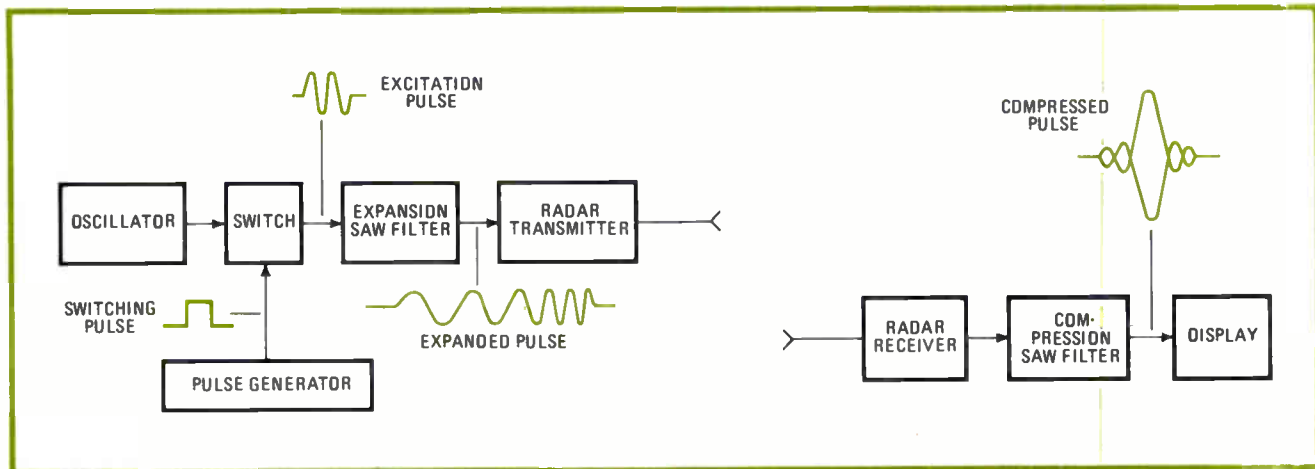 EXCITATION
PULSE
OSCILLATOR
SWITCH
EXPANSION
SAW FILTER
RADAR
TRANSMITTER
SWITCHING
PULSE
EXPANDED PULSE
PULSE GENERATOR
COMPRESSED
PULSE
RADAR
RECEIVER
COM-
PRESSION
SAW FILTER
DISPLAY